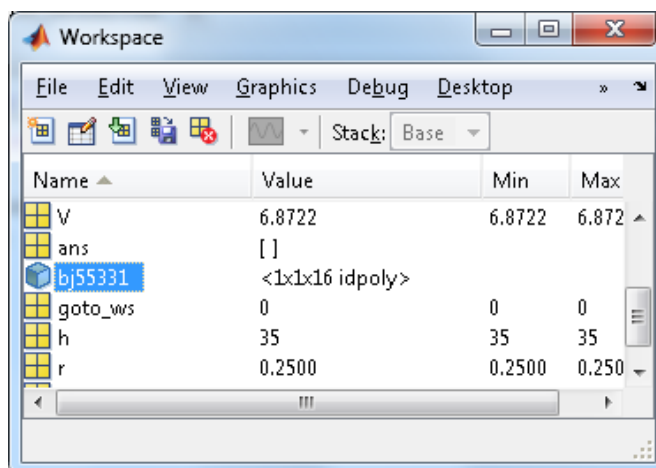 Workspace
File Edit View Graphics Debug Desktop »
Stack: Base
Name Value Min Max
V 6.8722 6.8722 6.872
ans []
bj55331 <1x1x16 idpoly>
goto_ws 0 0 0
h 35 35 35
r 0.2500 0.2500 0.250